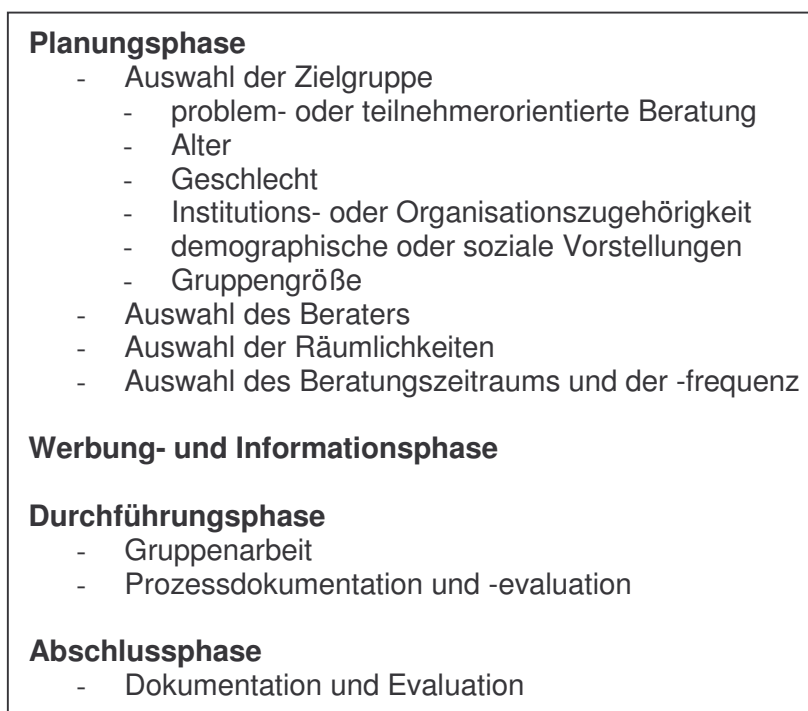 Planungsphase
- Auswahl der Zielgruppe
- problem- oder teilnehmerorientierte Beratung
- Alter
- Geschlecht
- Institutions- oder Organisationszugehörigkeit
- demographische oder soziale Vorstellungen
- Gruppengröße
- Auswahl des Beraters
- Auswahl der Räumlichkeiten
- Auswahl des Beratungszeitraums und der -frequenz
Werbung- und Informationsphase
Durchführungsphase
- Gruppenarbeit
- Prozessdokumentation und -evaluation
Abschlussphase
- Dokumentation und Evaluation